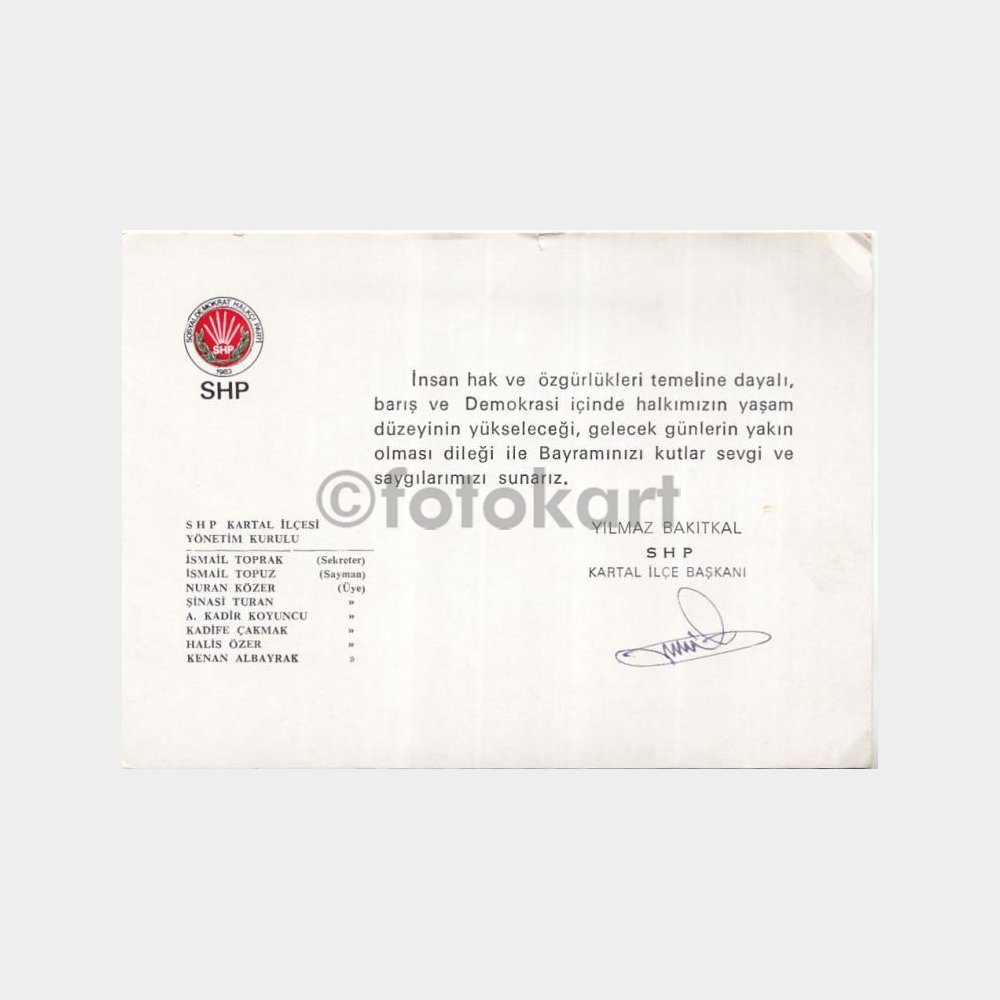 SOSYALDEMOKRAT HALKÇI PARTİ
SHP
1983
SHP
İnsan hak ve özgürlükleri temeline dayalı,
barış ve Demokrasi içinde halkımızın yaşam
düzeyinin yükseleceği, gelecek günlerin yakın
olması dileği ile Bayramınızı kutlar sevgi ve
saygılarımızı sunarız.
©fotokart
YILMAZ BAKITKAL
SHP
KARTAL İLÇE BAŞKANI
SHP KARTAL İLÇESİ
YÖNETİM KURULU
İSMAİL TOPRAK (Sekreter)
İSMAİL TOPUZ (Sayman)
NURAN KÖZER (Üye)
ŞİNASİ TURAN »
A. KADİR KOYUNCU »
KADİFE ÇAKMAK »
HALİS ÖZER »
KENAN ALBAYRAK »